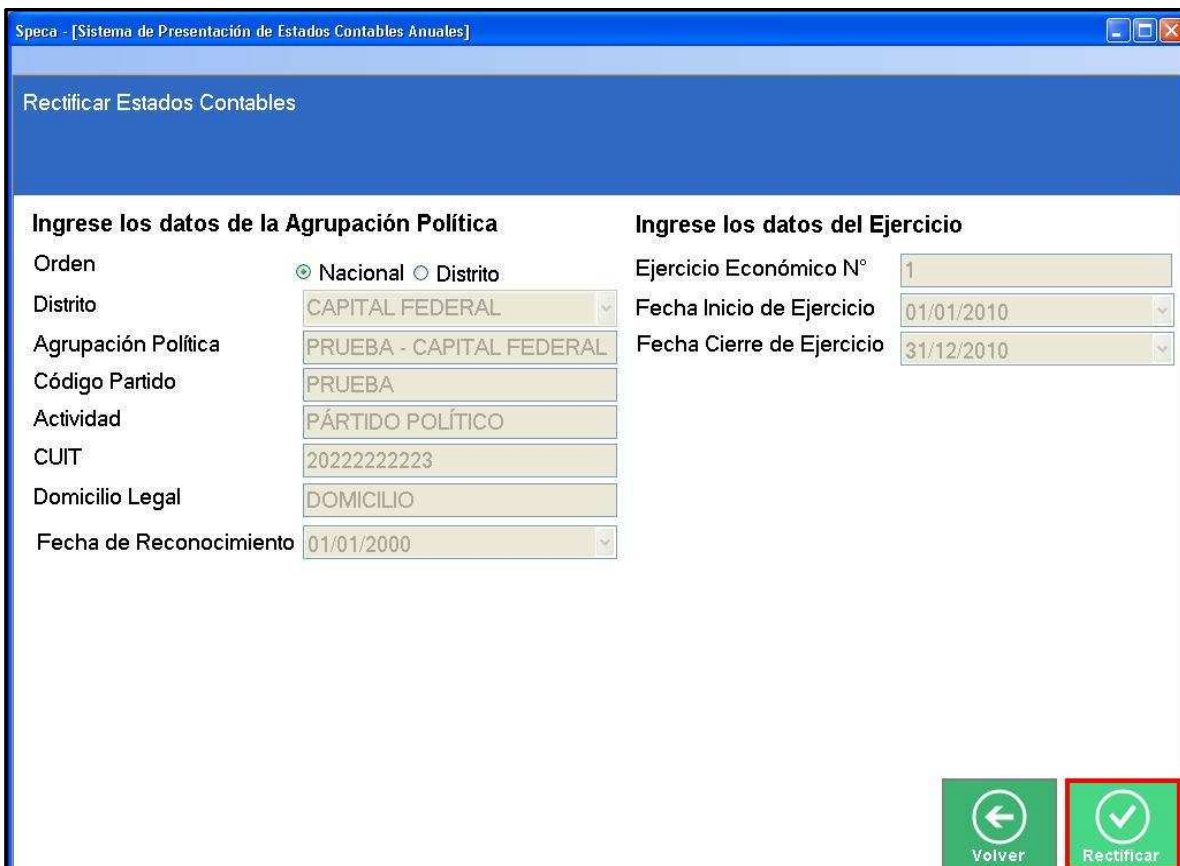 Speca - [Sistema de Presentación de Estados Contables Anuales]
Rectificar Estados Contables
Ingrese los datos de la Agrupación Política
Orden
Nacional Distrito
Distrito
CAPITAL FEDERAL
Agrupación Política
PRUEBA - CAPITAL FEDERAL
Código Partido
PRUEBA
Actividad
PÁRTIDO POLÍTICO
CUIT
20222222223
Domicilio Legal
DOMICILIO
Fecha de Reconocimiento
01/01/2000
Ingrese los datos del Ejercicio
Ejercicio Económico N°
1
Fecha Inicio de Ejercicio
01/01/2010
Fecha Cierre de Ejercicio
31/12/2010
Volver
Rectificar